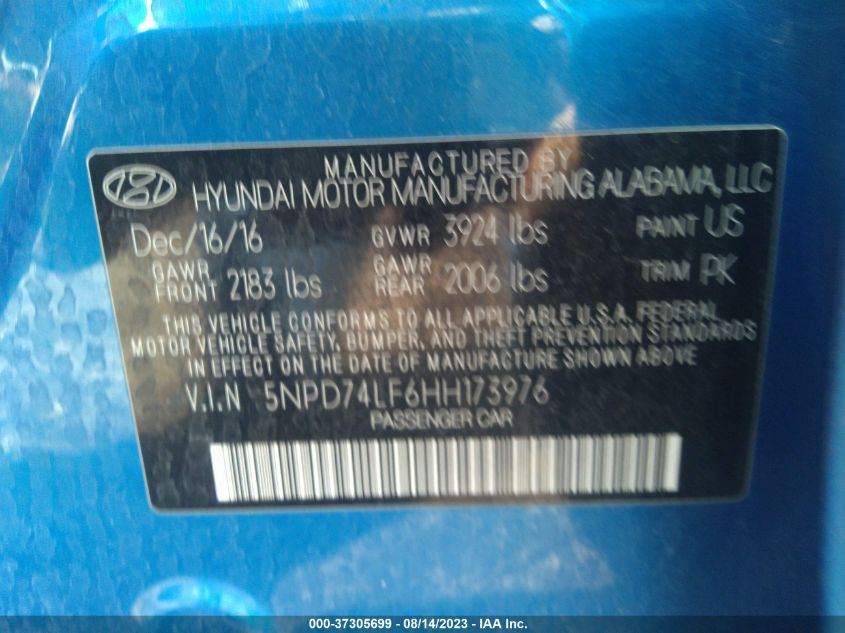 MANUFACTURED BY
HYUNDAI MOTOR MANUFACTURING ALABAMA, LLC
Dec/16/16 GVWR 3924 lbs PAINT US
GAWR FRONT 2183 lbs GAWR REAR 2006 lbs TRIM PK
THIS VEHICLE CONFORMS TO ALL APPLICABLE U.S.A. FEDERAL
MOTOR VEHICLE SAFETY, BUMPER, AND THEFT PREVENTION STANDARDS
IN EFFECT ON THE DATE OF MANUFACTURE SHOWN ABOVE
V.I.N 5NPD74LF6HH173976
PASSENGER CAR
000-37305699 - 08/14/2023 - IAA Inc.